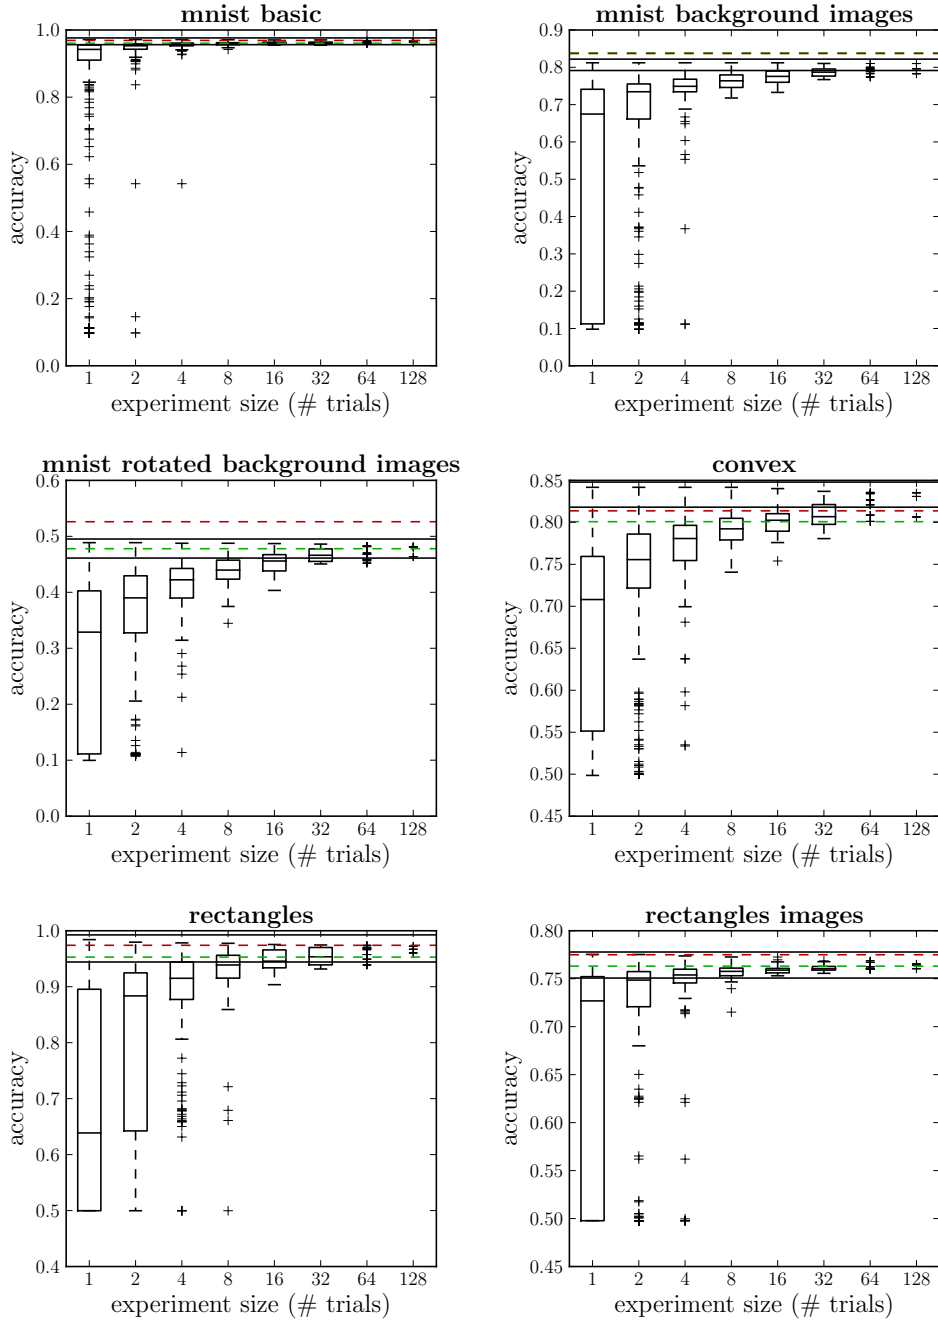 mnist basic
1.0
0.8
0.6
0.4
0.2
0.0
accuracy
1 2 4 8 16 32 64 128
experiment size (# trials)
mnist background images
0.9
0.8
0.7
0.6
0.5
0.4
0.3
0.2
0.1
0.0
accuracy
1 2 4 8 16 32 64 128
experiment size (# trials)
mnist rotated background images
0.6
0.5
0.4
0.3
0.2
0.1
0.0
accuracy
1 2 4 8 16 32 64 128
experiment size (# trials)
convex
0.85
0.80
0.75
0.70
0.65
0.60
0.55
0.50
0.45
accuracy
1 2 4 8 16 32 64 128
experiment size (# trials)
rectangles
1.0
0.9
0.8
0.7
0.6
0.5
0.4
accuracy
1 2 4 8 16 32 64 128
experiment size (# trials)
rectangles images
0.80
0.75
0.70
0.65
0.60
0.55
0.50
0.45
accuracy
1 2 4 8 16 32 64 128
experiment size (# trials)